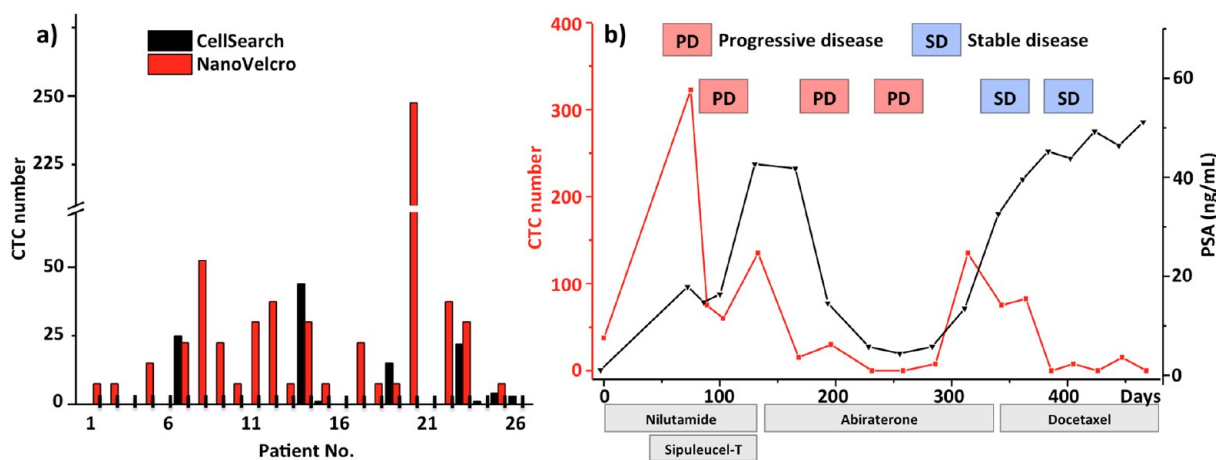 a)
CellSearch
NanoVelcro
250
225
50
25
0
CTC number
1 6 11 16 21 26
Patient No.
b)
PD Progressive disease SD Stable disease
PD PD PD SD SD
400
300
200
100
0
CTC number
60
40
20
0
PSA (ng/mL)
0 100 200 300 400 Days
Nilutamide Abiraterone Docetaxel
Sipuleucel-T